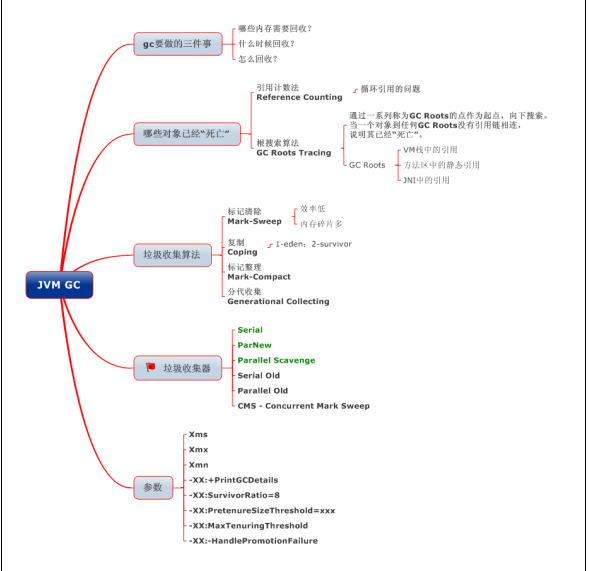 JVM GC
gc要做的三件事
哪些内存需要回收?
什么时候回收?
怎么回收?
哪些对象已经“死亡”
引用计数法
Reference Counting
循环引用的问题
根搜索算法
GC Roots Tracing
通过一系列称为GC Roots的点作为起点，向下搜索。
当一个对象到任何GC Roots没有引用链相连，
说明其已经“死亡”。
GC Roots
VM栈中的引用
方法区中的静态引用
JNI中的引用
垃圾收集算法
标记清除
Mark-Sweep
效率低
内存碎片多
复制
Coping
1-eden; 2-survivor
标记整理
Mark-Compact
分代收集
Generational Collecting
垃圾收集器
Serial
ParNew
Parallel Scavenge
Serial Old
Parallel Old
CMS - Concurrent Mark Sweep
参数
Xms
Xmx
Xmn
-XX:+PrintGCDetails
-XX:SurvivorRatio=8
-XX:PretenureSizeThreshold=xxx
-XX:MaxTenuringThreshold
-XX:-HandlePromotionFailure